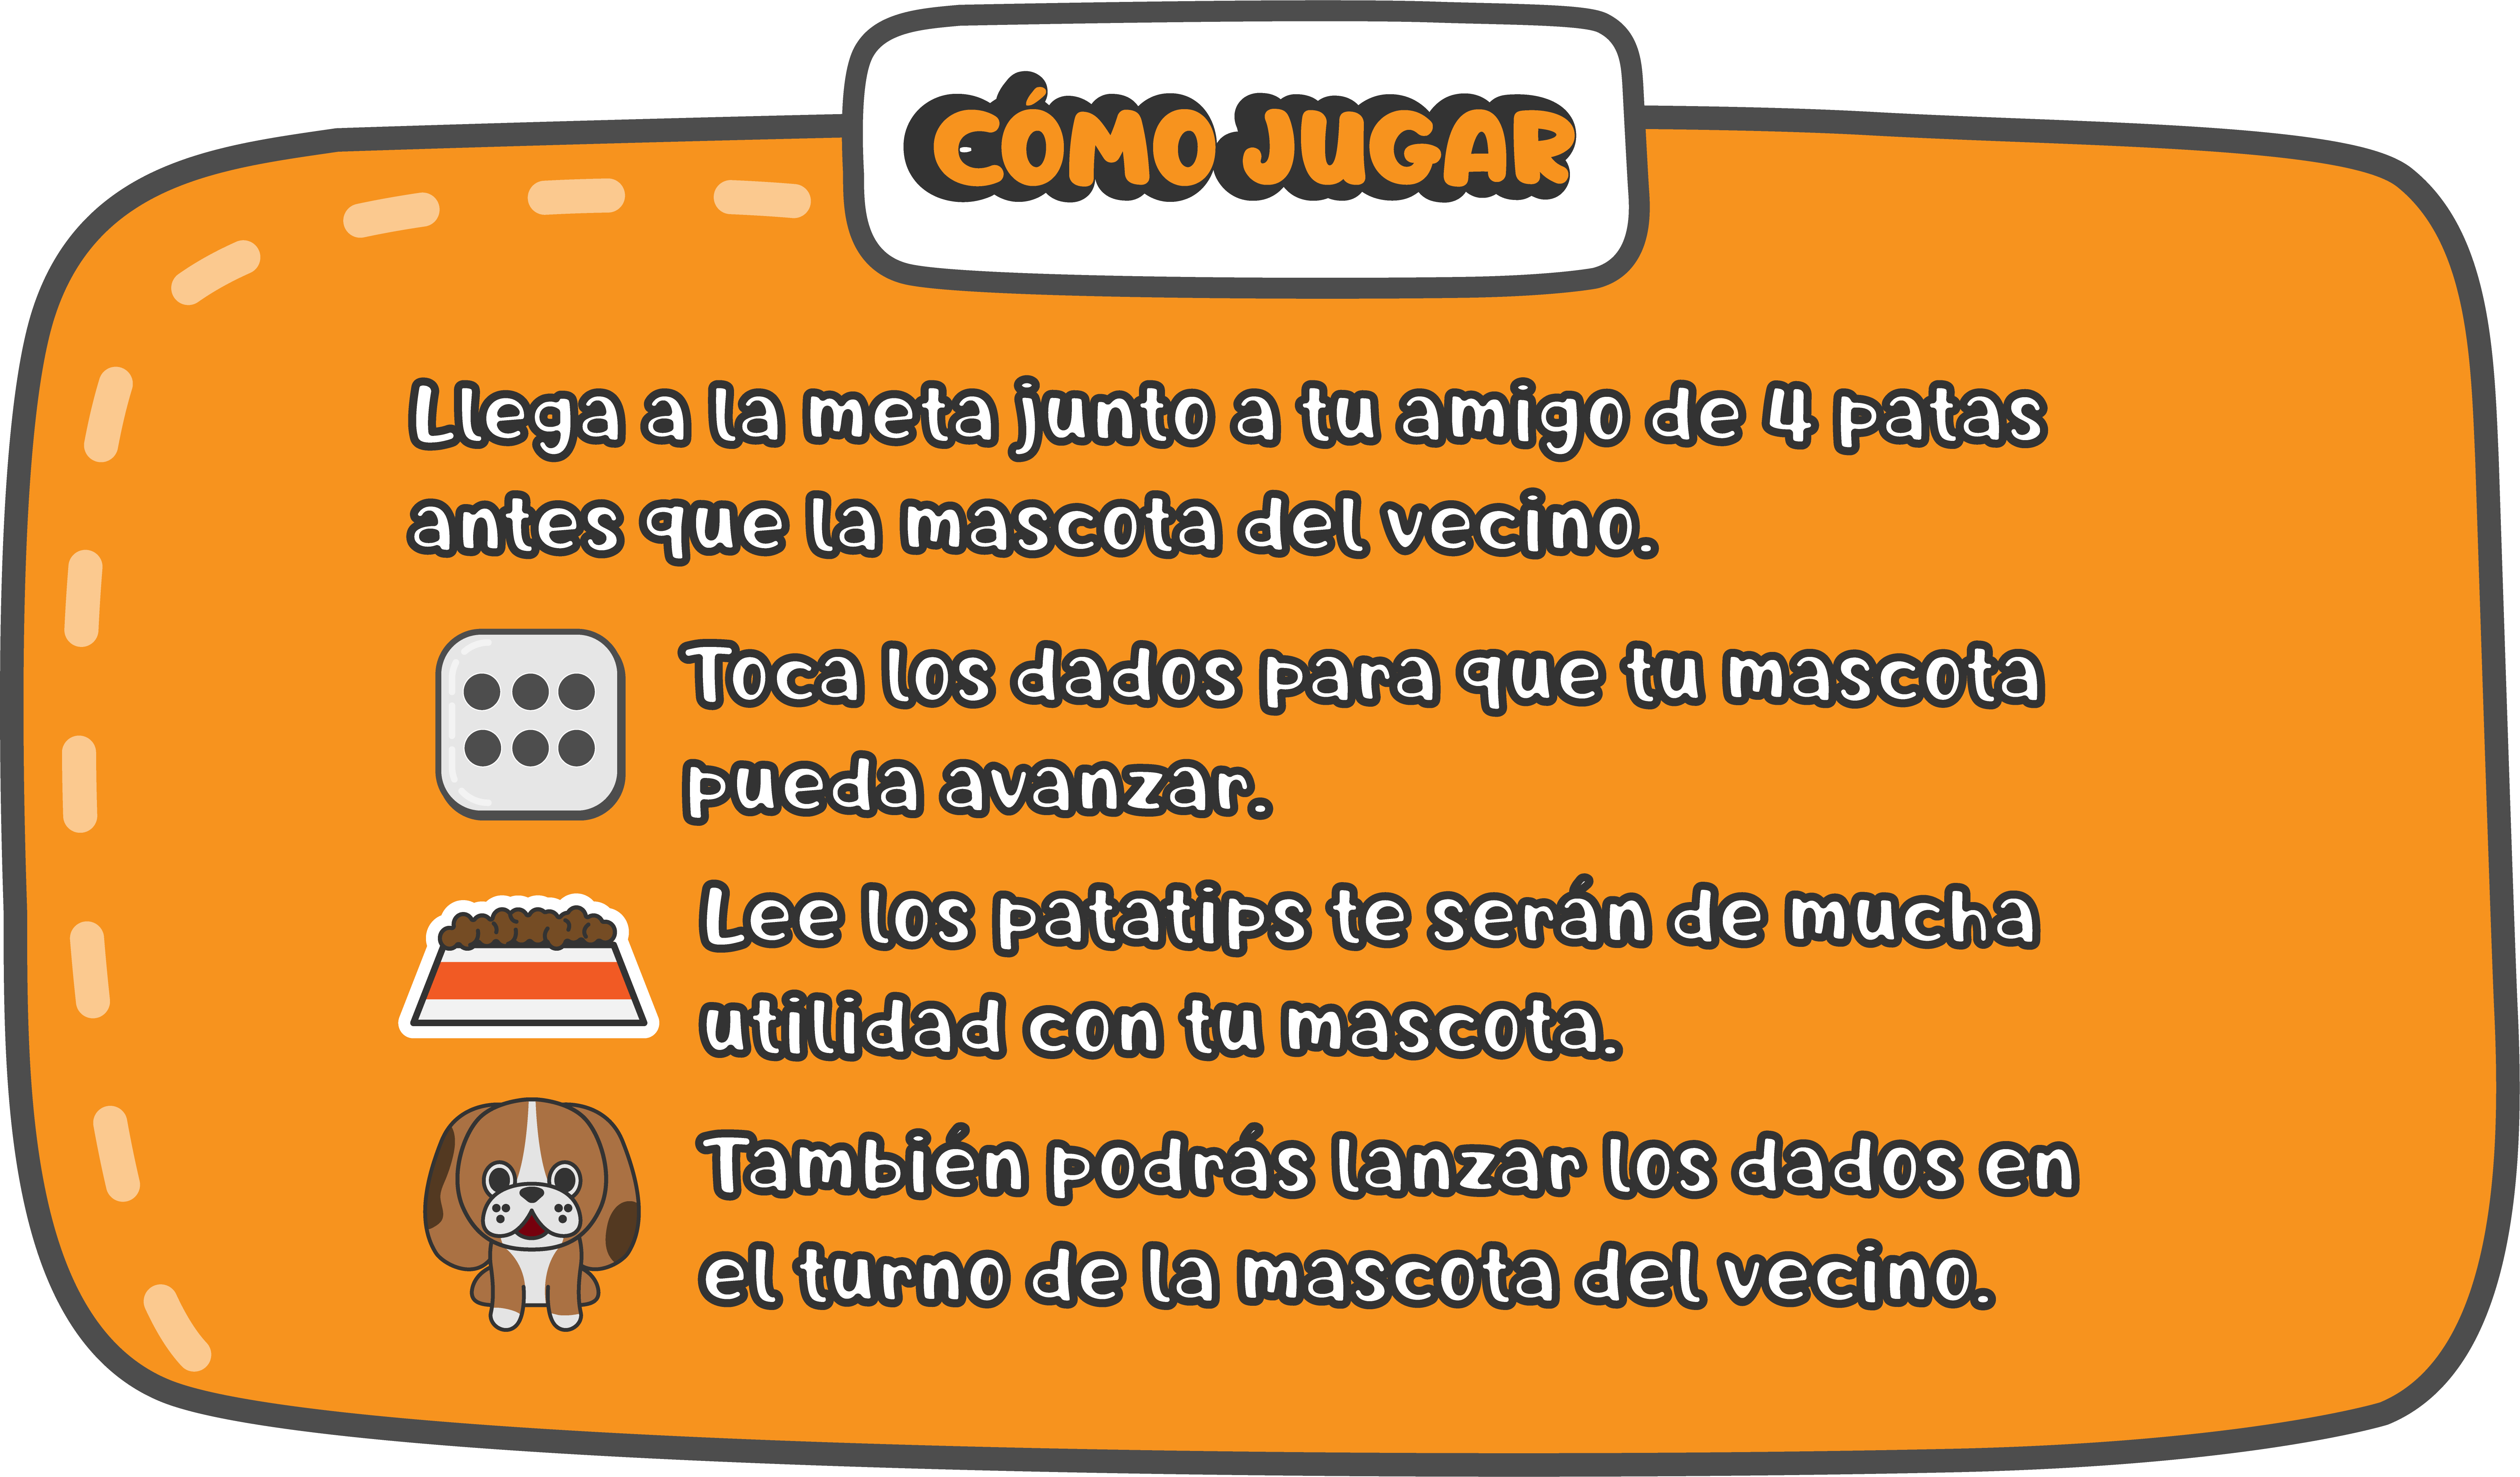 CÓMO JUGAR
Llega a la meta junto a tu amigo de 4 patas
antes que la mascota del vecino.
Toca los dados para que tu mascota
pueda avanzar.
Lee los patatips te serán de mucha
utilidad con tu mascota.
También podrás lanzar los dados en
el turno de la mascota del vecino.